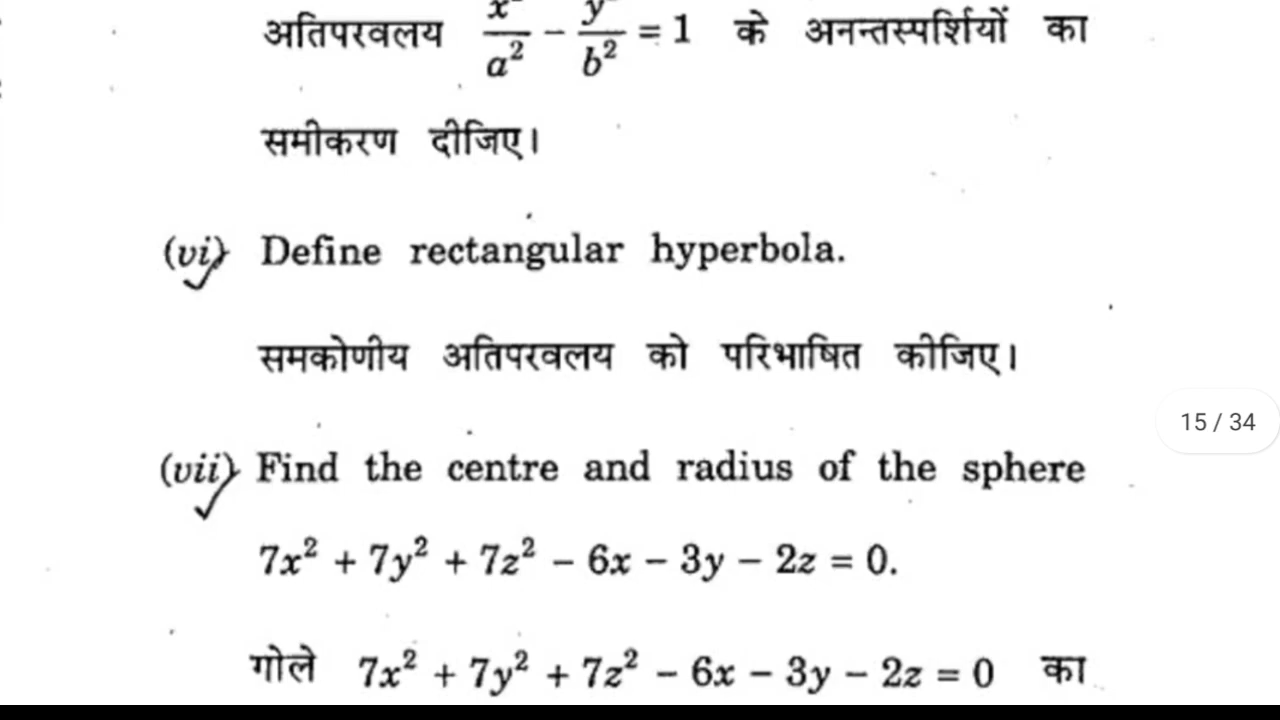 अतिपरवलय x²/a² − y²/b² = 1 के अनन्तस्पर्शियों का
समीकरण दीजिए।
(vi) Define rectangular hyperbola.
समकोणीय अतिपरवलय को परिभाषित कीजिए।
15 / 34
(vii) Find the centre and radius of the sphere
7x² + 7y² + 7z² − 6x − 3y − 2z = 0.
गोले 7x² + 7y² + 7z² − 6x − 3y − 2z = 0 का